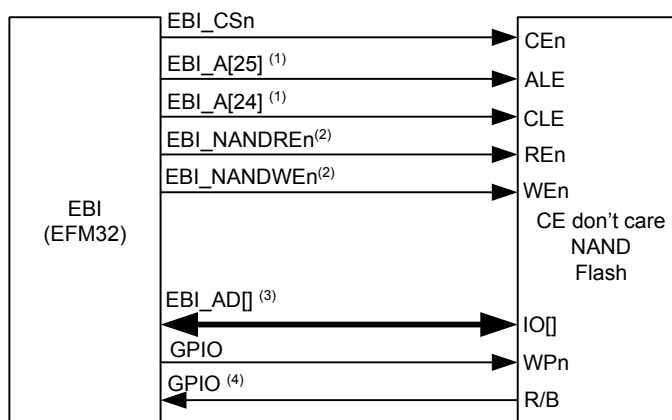 EBI_CSn
CEn
EBI_A[25] (1)
ALE
EBI_A[24] (1)
CLE
EBI_NANDREn(2)
REn
EBI_NANDWEn(2)
WEn
EBI
(EFM32)
CE don't care
NAND
Flash
EBI_AD[] (3)
IO[]
GPIO
WPn
GPIO (4)
R/B